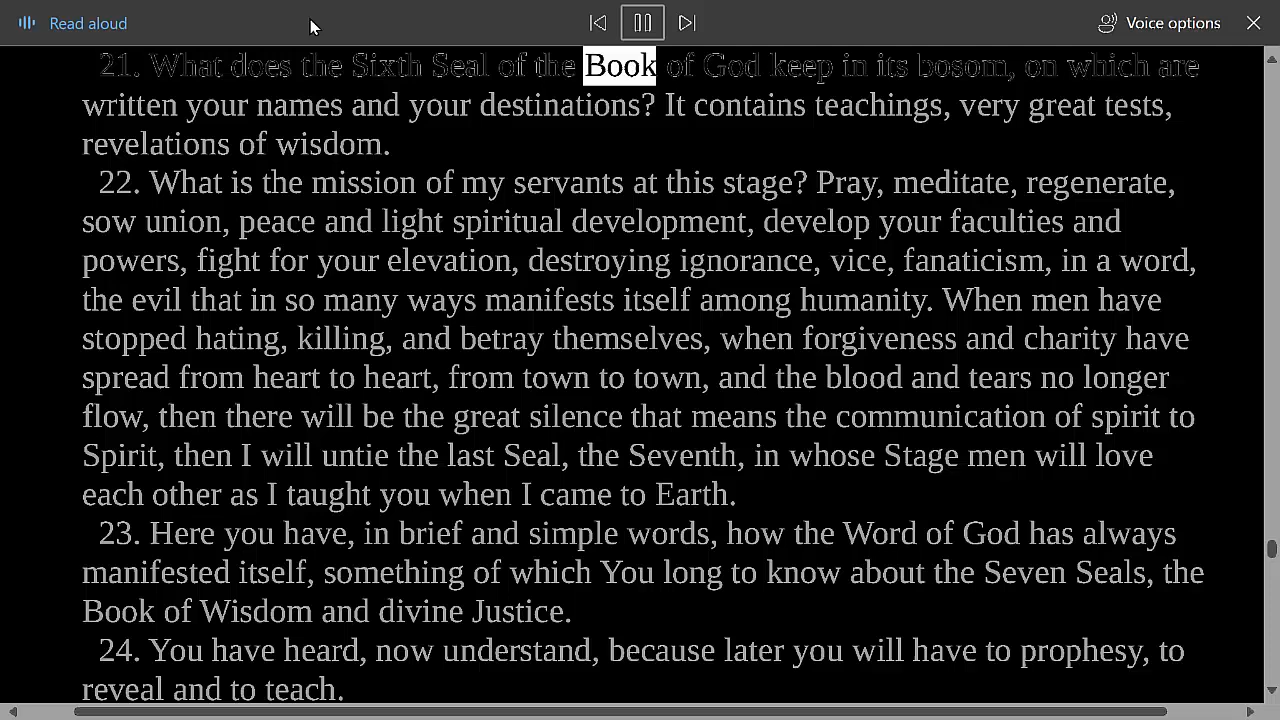 Read aloud
Voice options
21. What does the Sixth Seal of the Book of God keep in its bosom, on which are
written your names and your destinations? It contains teachings, very great tests,
revelations of wisdom.
22. What is the mission of my servants at this stage? Pray, meditate, regenerate,
sow union, peace and light spiritual development, develop your faculties and
powers, fight for your elevation, destroying ignorance, vice, fanaticism, in a word,
the evil that in so many ways manifests itself among humanity. When men have
stopped hating, killing, and betray themselves, when forgiveness and charity have
spread from heart to heart, from town to town, and the blood and tears no longer
flow, then there will be the great silence that means the communication of spirit to
Spirit, then I will untie the last Seal, the Seventh, in whose Stage men will love
each other as I taught you when I came to Earth.
23. Here you have, in brief and simple words, how the Word of God has always
manifested itself, something of which You long to know about the Seven Seals, the
Book of Wisdom and divine Justice.
24. You have heard, now understand, because later you will have to prophesy, to
reveal and to teach.